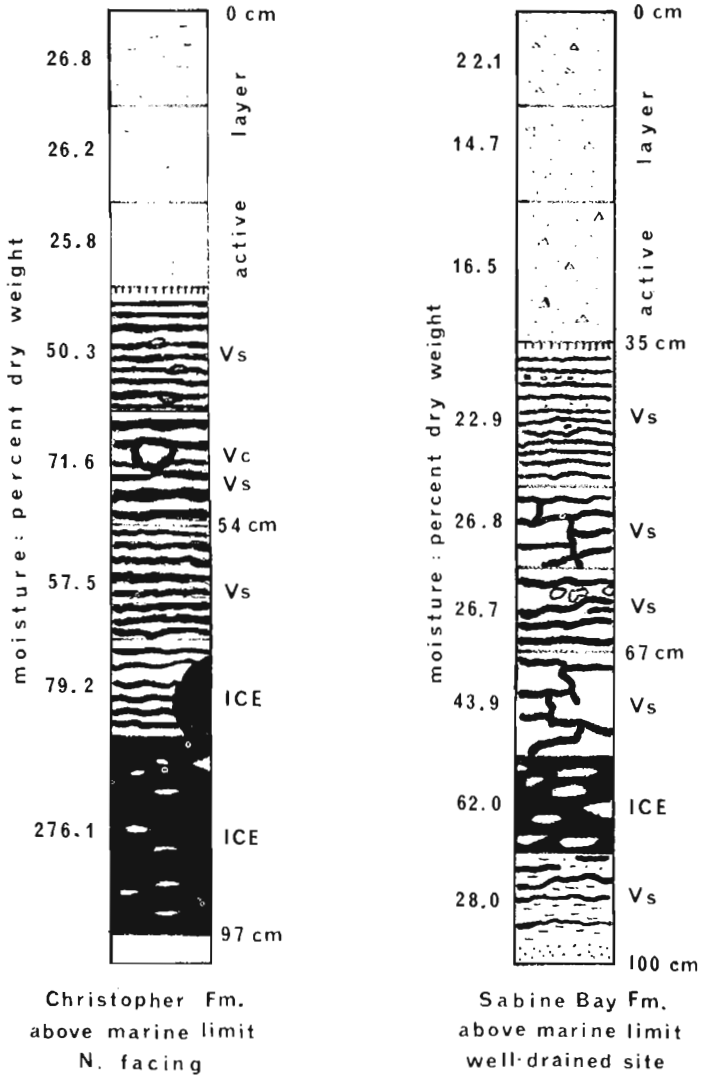 0 cm
26.8
26.2
25.8
active layer
50.3
Vs
71.6
Vc
Vs
54 cm
57.5
Vs
79.2
ICE
276.1
ICE
97 cm
moisture: percent dry weight
Christopher Fm.
above marine limit
N. facing
0 cm
22.1
14.7
16.5
active layer
35 cm
22.9
Vs
26.8
Vs
26.7
Vs
67 cm
43.9
Vs
62.0
ICE
28.0
Vs
100 cm
moisture : percent dry weight
Sabine Bay Fm.
above marine limit
well-drained site